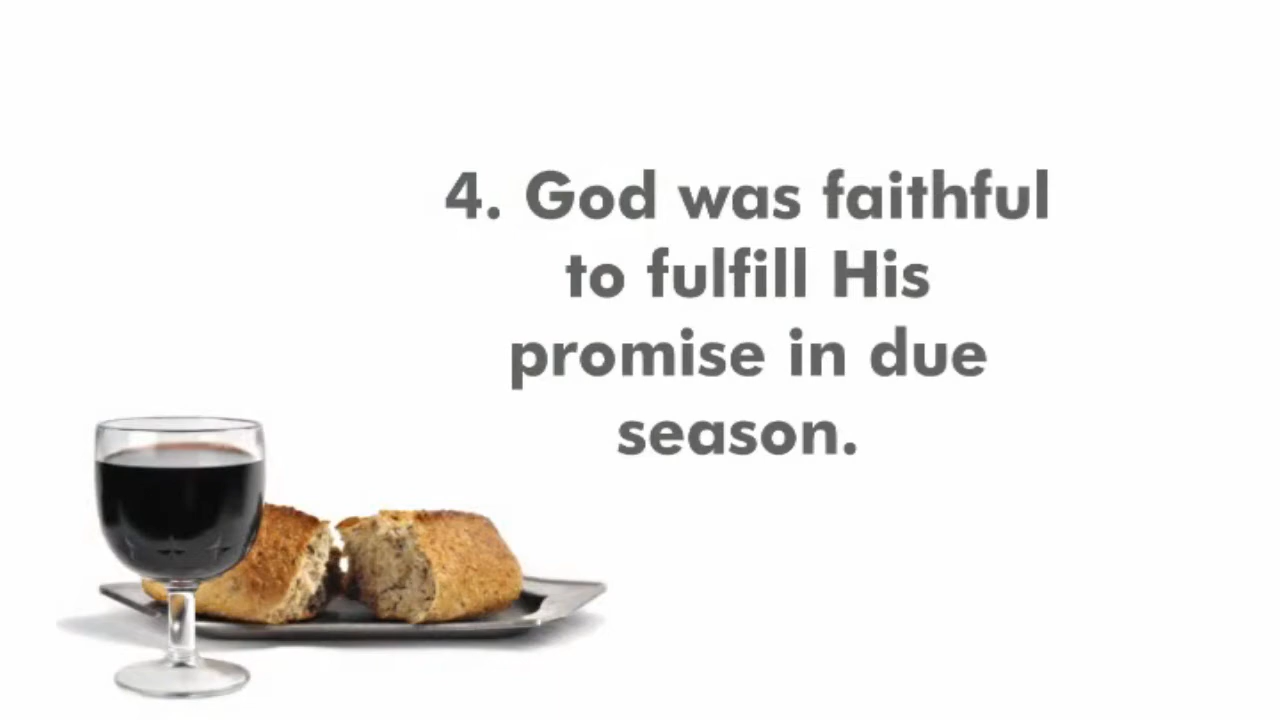 4. God was faithful
to fulfill His
promise in due
season.